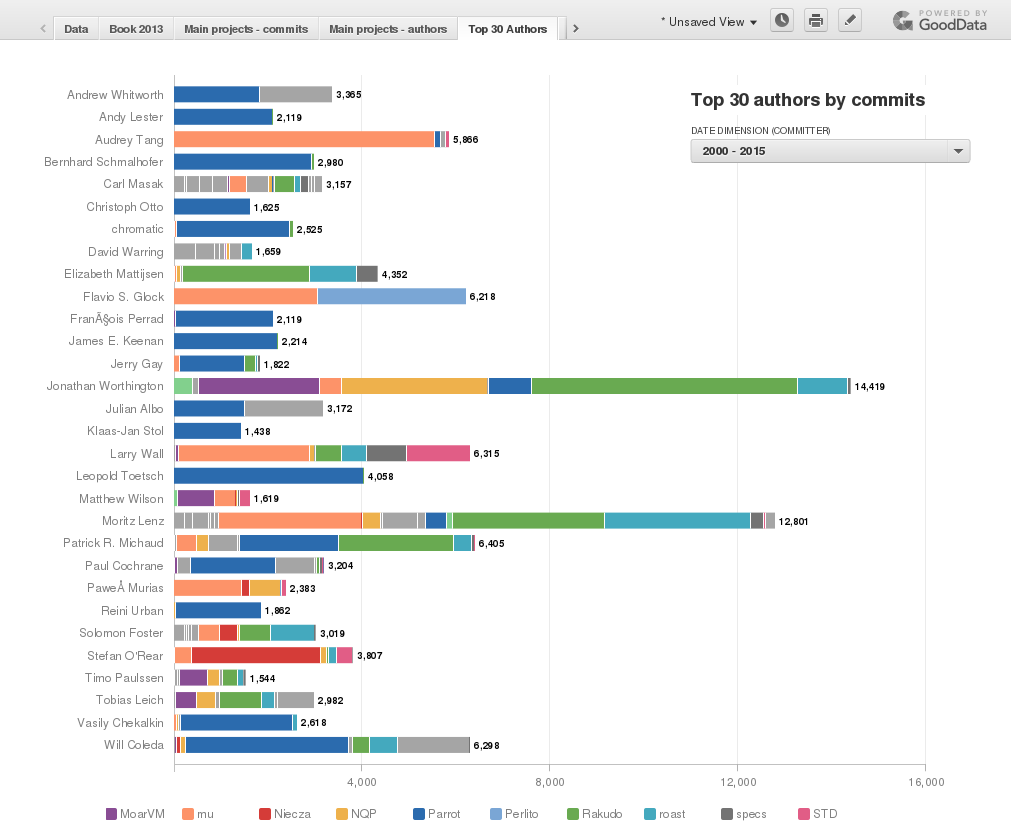 Data Book 2013 Main projects - commits Main projects - authors Top 30 Authors * Unsaved View POWERED BY GoodData
Top 30 authors by commits
DATE DIMENSION (COMMITTER)
2000 - 2015
Andrew Whitworth 3,365
Andy Lester 2,119
Audrey Tang 5,866
Bernhard Schmalhofer 2,980
Carl Masak 3,157
Christoph Otto 1,625
chromatic 2,525
David Warring 1,659
Elizabeth Mattijsen 4,352
Flavio S. Glock 6,218
FranÃ§ois Perrad 2,119
James E. Keenan 2,214
Jerry Gay 1,822
Jonathan Worthington 14,419
Julian Albo 3,172
Klaas-Jan Stol 1,438
Larry Wall 6,315
Leopold Toetsch 4,058
Matthew Wilson 1,619
Moritz Lenz 12,801
Patrick R. Michaud 6,405
Paul Cochrane 3,204
PaweÅ Murias 2,383
Reini Urban 1,862
Solomon Foster 3,019
Stefan O'Rear 3,807
Timo Paulssen 1,544
Tobias Leich 2,982
Vasily Chekalkin 2,618
Will Coleda 6,298
4,000 8,000 12,000 16,000
MoarVM mu Niecza NQP Parrot Perlito Rakudo roast specs STD